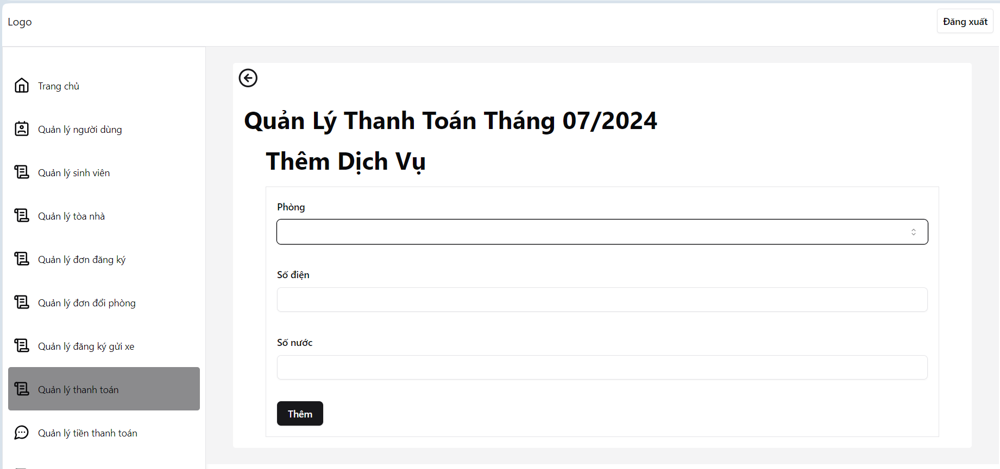 Logo
Đăng xuất
Trang chủ
Quản lý người dùng
Quản lý sinh viên
Quản lý tòa nhà
Quản lý đơn đăng ký
Quản lý đơn đổi phòng
Quản lý đăng ký gửi xe
Quản lý thanh toán
Quản lý tiền thanh toán
Quản Lý Thanh Toán Tháng 07/2024
Thêm Dịch Vụ
Phòng
Số điện
Số nước
Thêm